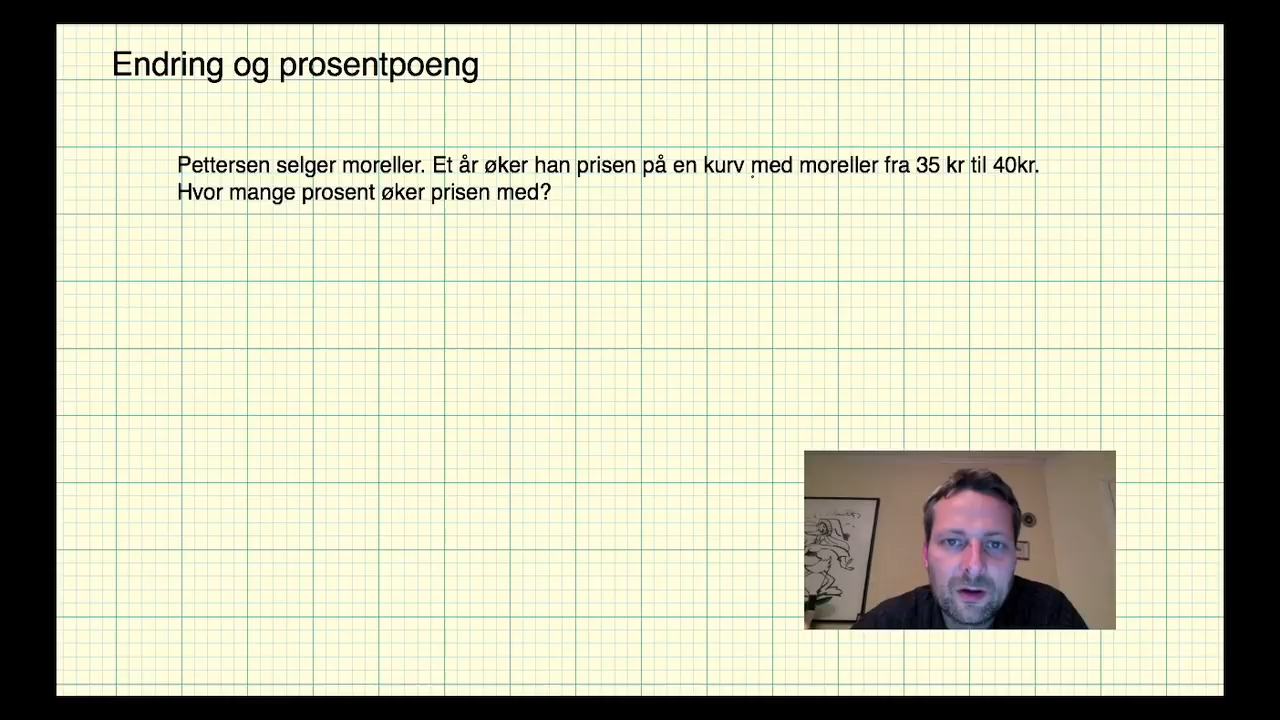 Endring og prosentpoeng
Pettersen selger moreller. Et år øker han prisen på en kurv med moreller fra 35 kr til 40kr.
Hvor mange prosent øker prisen med?